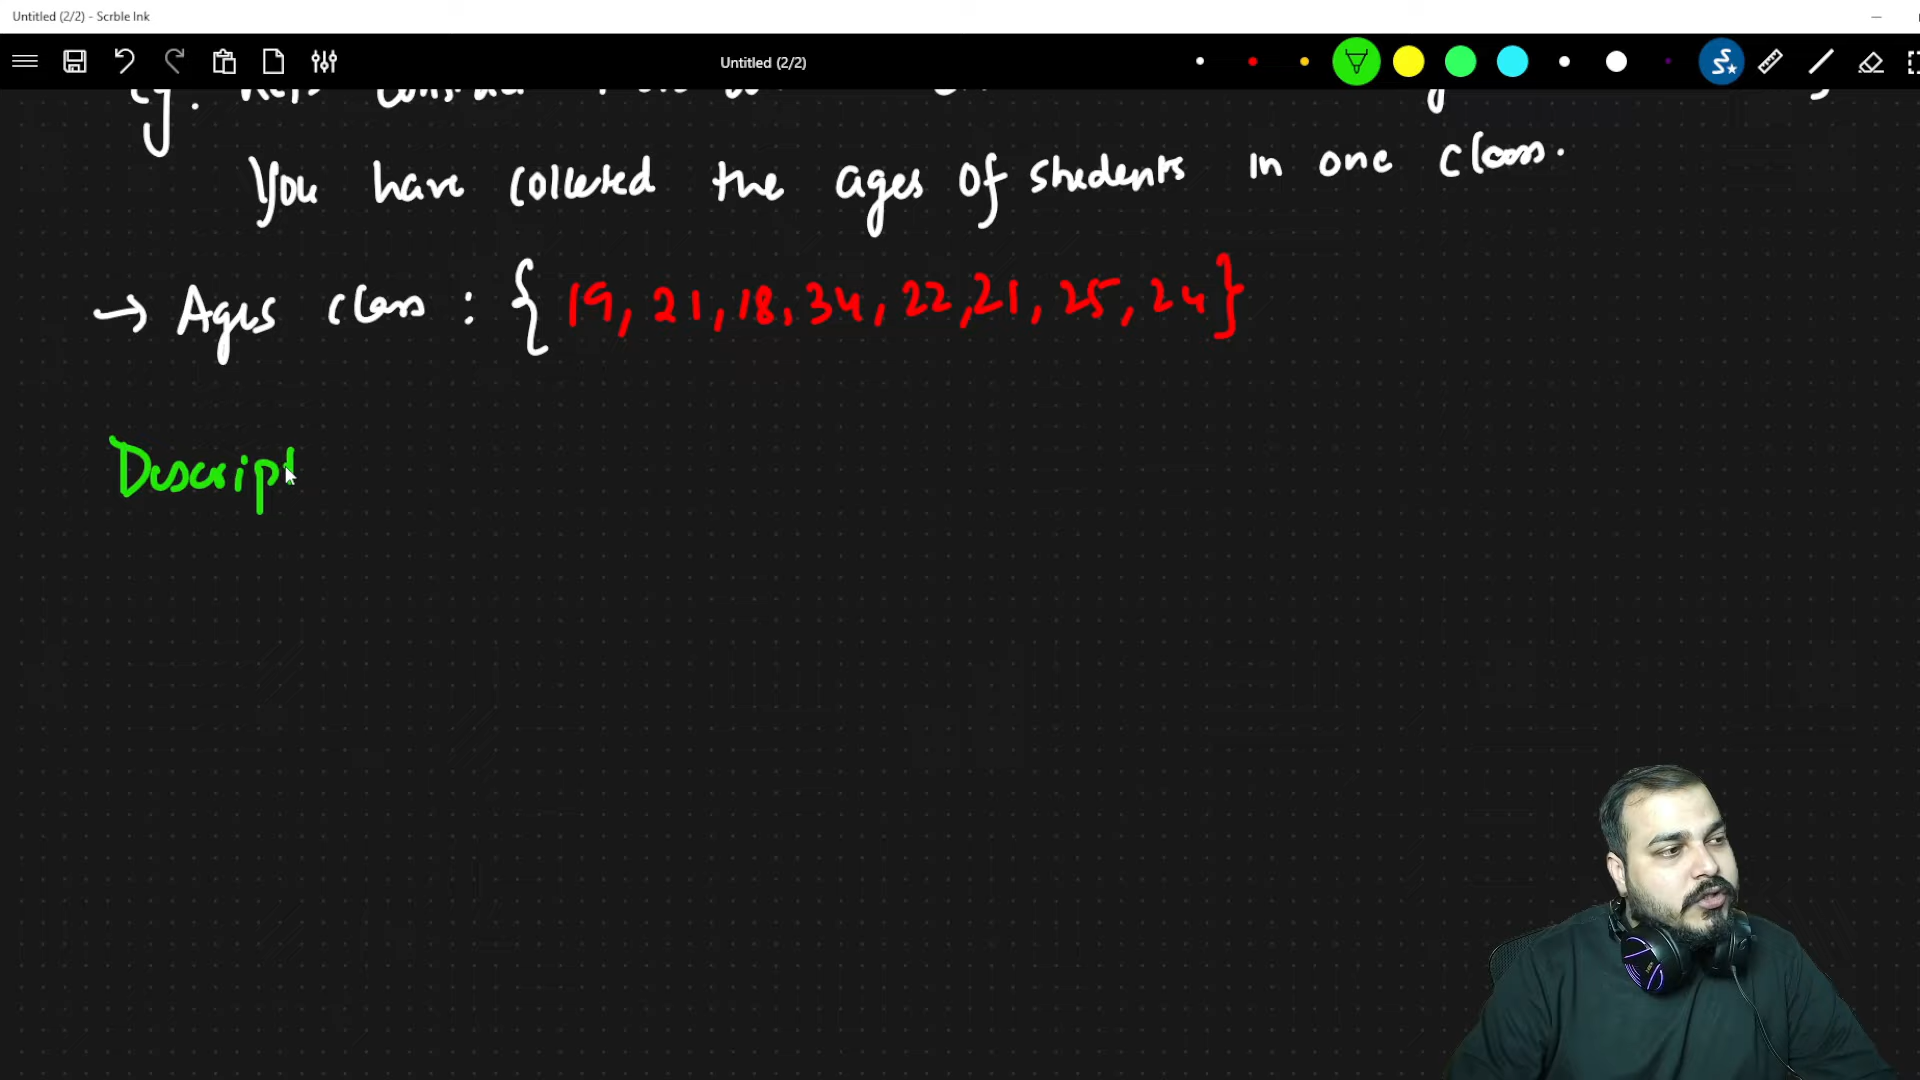 Untitled (2/2) - Scrble Ink
Untitled (2/2)
Eg:
You have collected the ages of students in one class.
→ Ages class : { 19, 21, 18, 34, 22, 21, 25, 24 }
Descript